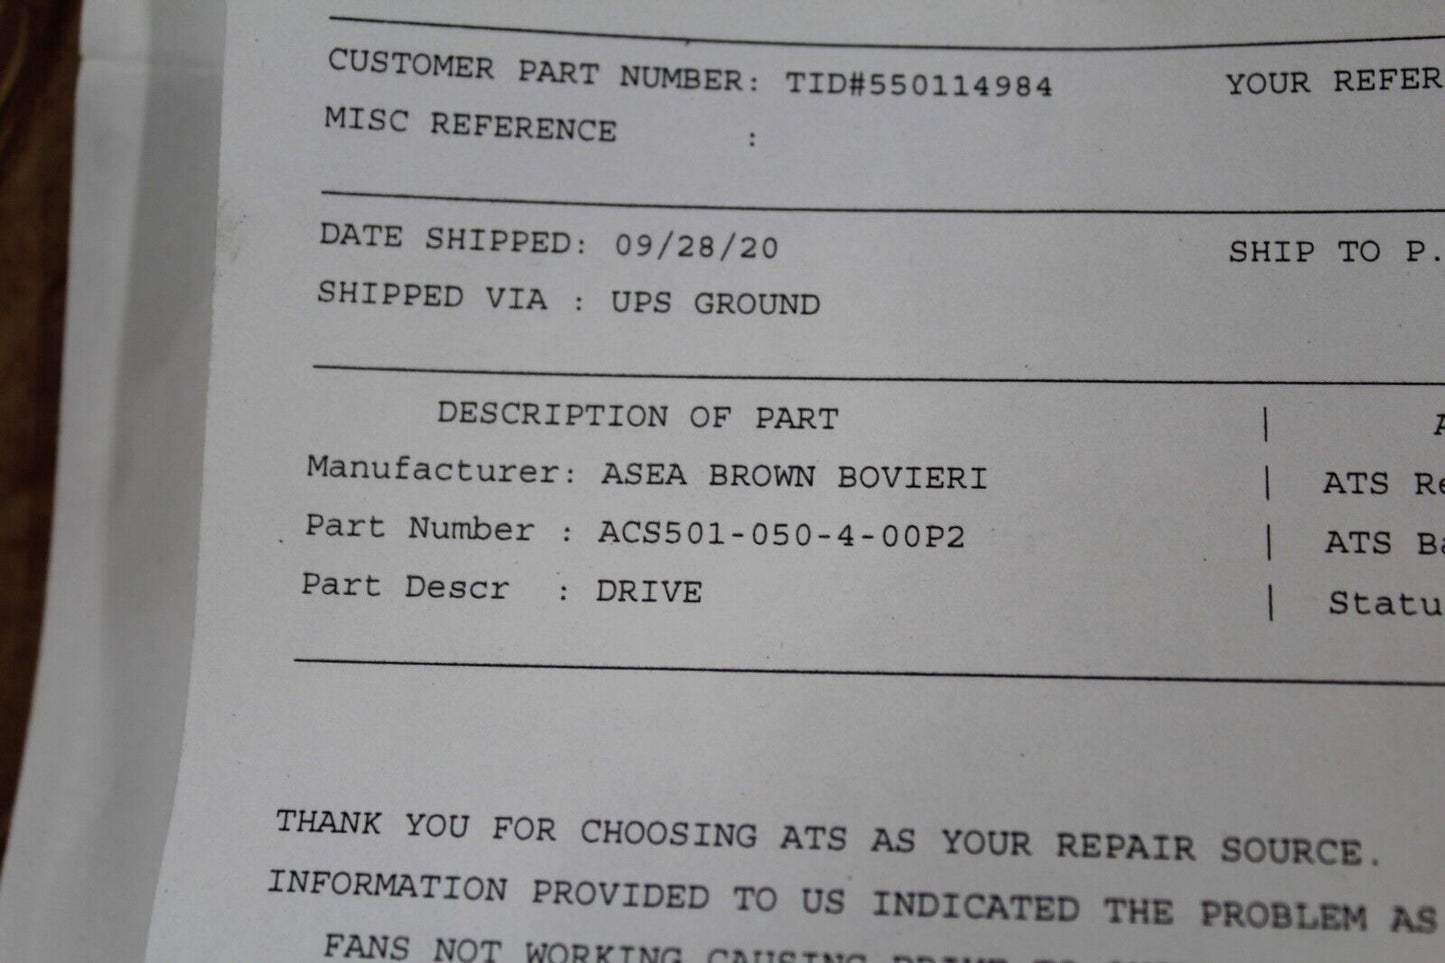 CUSTOMER PART NUMBER: TID#550114984 YOUR REFER
MISC REFERENCE :
DATE SHIPPED: 09/28/20 SHIP TO P.
SHIPPED VIA : UPS GROUND
DESCRIPTION OF PART | A
Manufacturer: ASEA BROWN BOVIERI | ATS Re
Part Number : ACS501-050-4-00P2 | ATS Ba
Part Descr : DRIVE | Statu
THANK YOU FOR CHOOSING ATS AS YOUR REPAIR SOURCE.
INFORMATION PROVIDED TO US INDICATED THE PROBLEM AS
FANS NOT WORKING CAUSING DRIVE TO